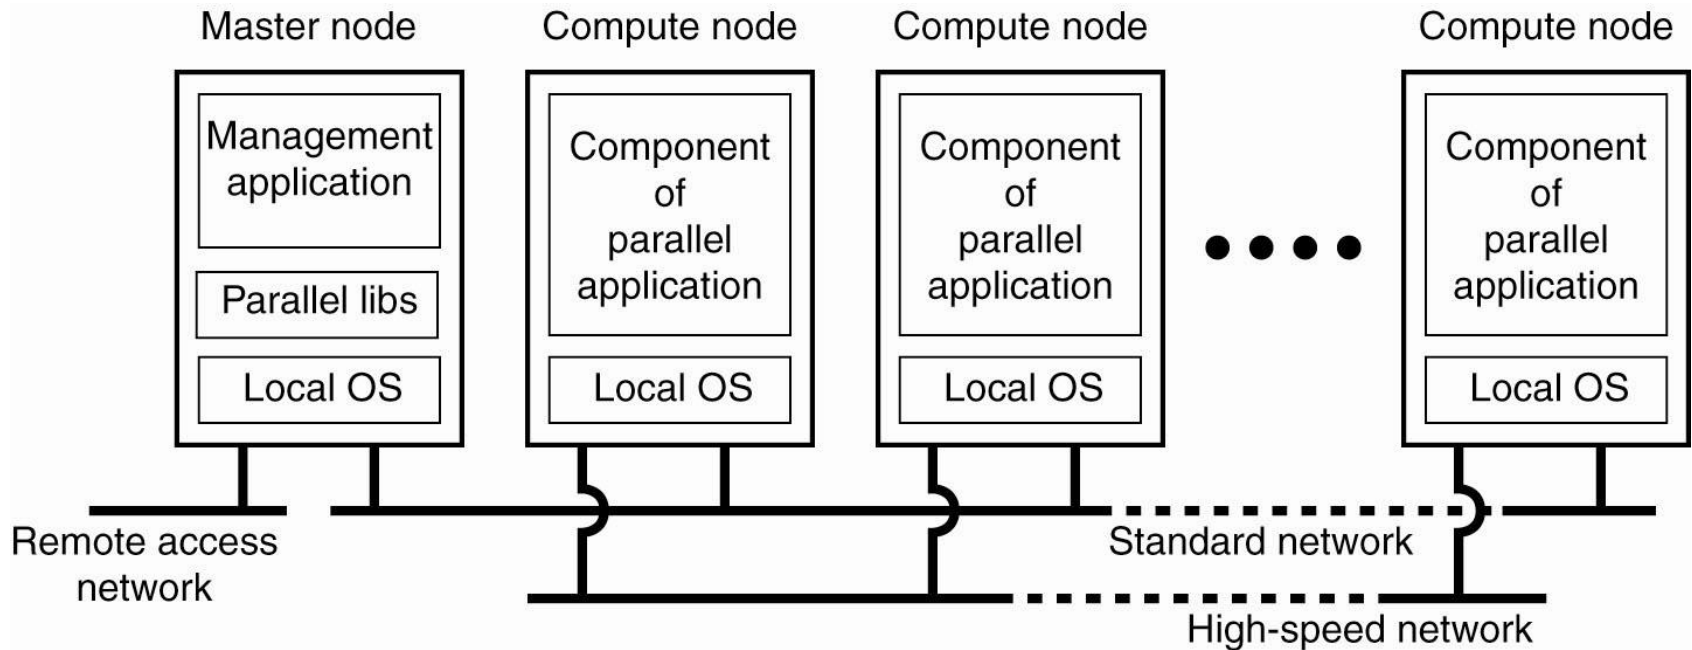 Master node
Compute node
Compute node
Compute node
Management
application
Parallel libs
Local OS
Component
of
parallel
application
Local OS
Component
of
parallel
application
Local OS
Component
of
parallel
application
Local OS
Remote access
network
Standard network
High-speed network